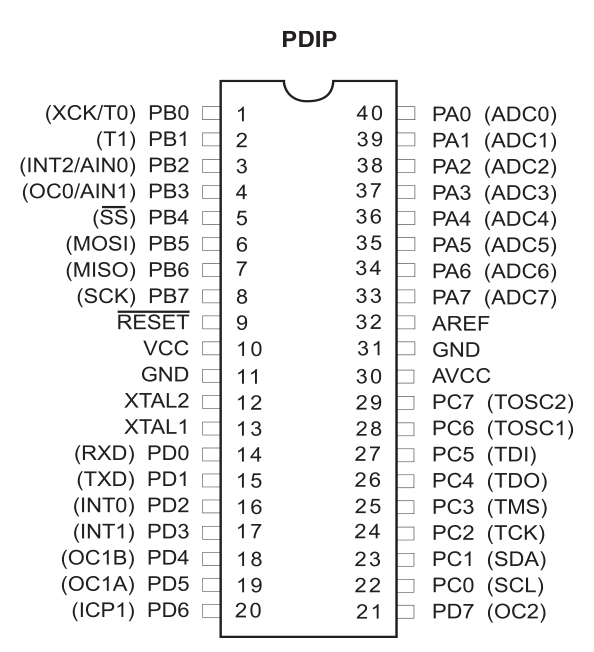 PDIP
(XCK/T0) PB0 1 40 PA0 (ADC0)
(T1) PB1 2 39 PA1 (ADC1)
(INT2/AIN0) PB2 3 38 PA2 (ADC2)
(OC0/AIN1) PB3 4 37 PA3 (ADC3)
(S̅S̅) PB4 5 36 PA4 (ADC4)
(MOSI) PB5 6 35 PA5 (ADC5)
(MISO) PB6 7 34 PA6 (ADC6)
(SCK) PB7 8 33 PA7 (ADC7)
R̅E̅S̅E̅T̅ 9 32 AREF
VCC 10 31 GND
GND 11 30 AVCC
XTAL2 12 29 PC7 (TOSC2)
XTAL1 13 28 PC6 (TOSC1)
(RXD) PD0 14 27 PC5 (TDI)
(TXD) PD1 15 26 PC4 (TDO)
(INT0) PD2 16 25 PC3 (TMS)
(INT1) PD3 17 24 PC2 (TCK)
(OC1B) PD4 18 23 PC1 (SDA)
(OC1A) PD5 19 22 PC0 (SCL)
(ICP1) PD6 20 21 PD7 (OC2)